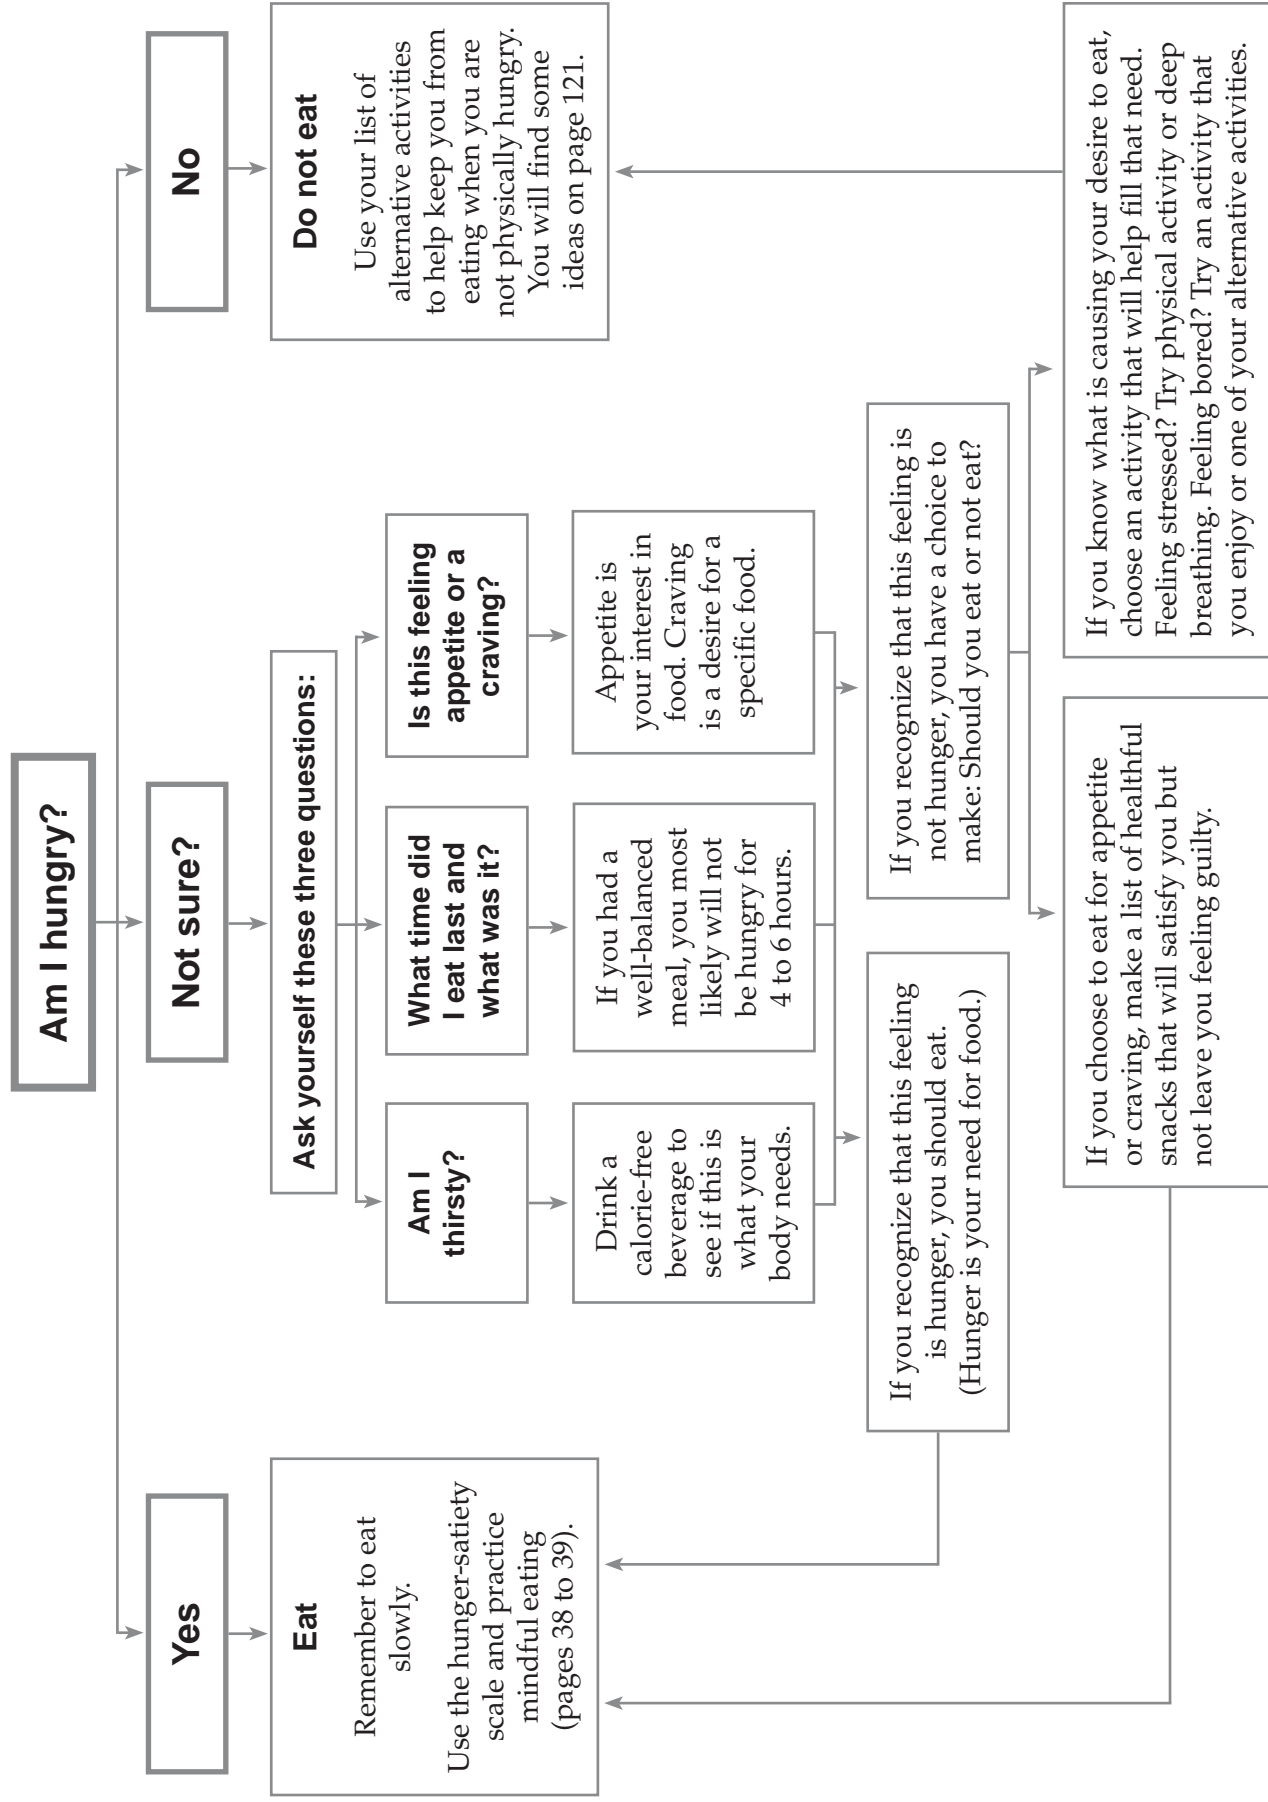 Am I hungry?
Yes
Not sure?
No
Eat
Remember to eat
slowly.
Use the hunger-satiety
scale and practice
mindful eating
(pages 38 to 39).
Ask yourself these three questions:
Do not eat
Use your list of
alternative activities
to help keep you from
eating when you are
not physically hungry.
You will find some
ideas on page 121.
Am I
thirsty?
What time did
I eat last and
what was it?
Is this feeling
appetite or a
craving?
Drink a
calorie-free
beverage to
see if this is
what your
body needs.
If you had a
well-balanced
meal, you most
likely will not
be hungry for
4 to 6 hours.
Appetite is
your interest in
food. Craving
is a desire for a
specific food.
If you recognize that this feeling
is hunger, you should eat.
(Hunger is your need for food.)
If you recognize that this feeling is
not hunger, you have a choice to
make: Should you eat or not eat?
If you choose to eat for appetite
or craving, make a list of healthful
snacks that will satisfy you but
not leave you feeling guilty.
If you know what is causing your desire to eat,
choose an activity that will help fill that need.
Feeling stressed? Try physical activity or deep
breathing. Feeling bored? Try an activity that
you enjoy or one of your alternative activities.